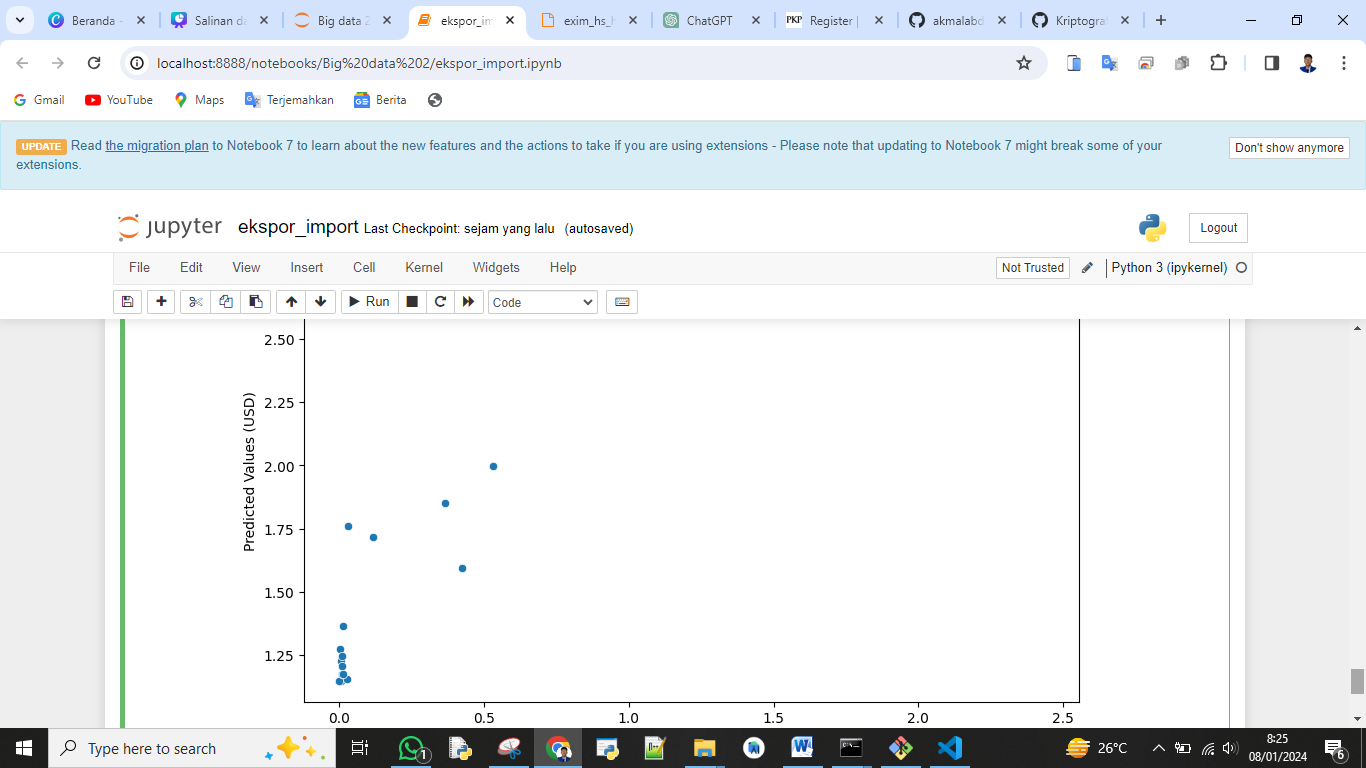 Beranda -
Salinan da
Big data 2
ekspor_im
exim_hs_h
ChatGPT
Register |
akmalabd
Kriptograf
localhost:8888/notebooks/Big%20data%202/ekspor_import.ipynb
Gmail
YouTube
Maps
Terjemahkan
Berita
UPDATE Read the migration plan to Notebook 7 to learn about the new features and the actions to take if you are using extensions - Please note that updating to Notebook 7 might break some of your
extensions.
Don't show anymore
jupyter ekspor_import Last Checkpoint: sejam yang lalu (autosaved)
Logout
File Edit View Insert Cell Kernel Widgets Help
Not Trusted
Python 3 (ipykernel)
Run
Code
Predicted Values (USD)
2.50
2.25
2.00
1.75
1.50
1.25
0.0 0.5 1.0 1.5 2.0 2.5
Type here to search
1
26°C
8:25
08/01/2024
6